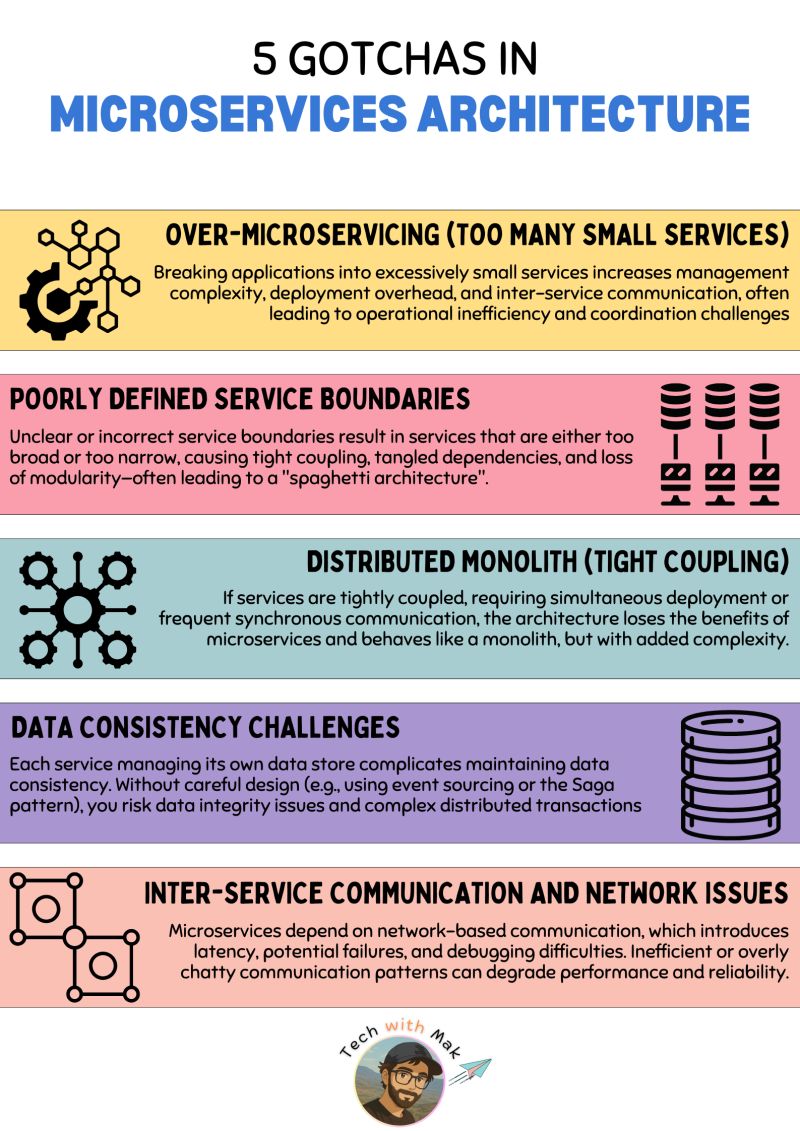 5 GOTCHAS IN
MICROSERVICES ARCHITECTURE
OVER-MICROSERVICING (TOO MANY SMALL SERVICES)
Breaking applications into excessively small services increases management
complexity, deployment overhead, and inter-service communication, often
leading to operational inefficiency and coordination challenges
POORLY DEFINED SERVICE BOUNDARIES
Unclear or incorrect service boundaries result in services that are either too
broad or too narrow, causing tight coupling, tangled dependencies, and loss
of modularity—often leading to a "spaghetti architecture".
DISTRIBUTED MONOLITH (TIGHT COUPLING)
If services are tightly coupled, requiring simultaneous deployment or
frequent synchronous communication, the architecture loses the benefits of
microservices and behaves like a monolith, but with added complexity.
DATA CONSISTENCY CHALLENGES
Each service managing its own data store complicates maintaining data
consistency. Without careful design (e.g., using event sourcing or the Saga
pattern), you risk data integrity issues and complex distributed transactions
INTER-SERVICE COMMUNICATION AND NETWORK ISSUES
Microservices depend on network-based communication, which introduces
latency, potential failures, and debugging difficulties. Inefficient or overly
chatty communication patterns can degrade performance and reliability.
Tech with Mak